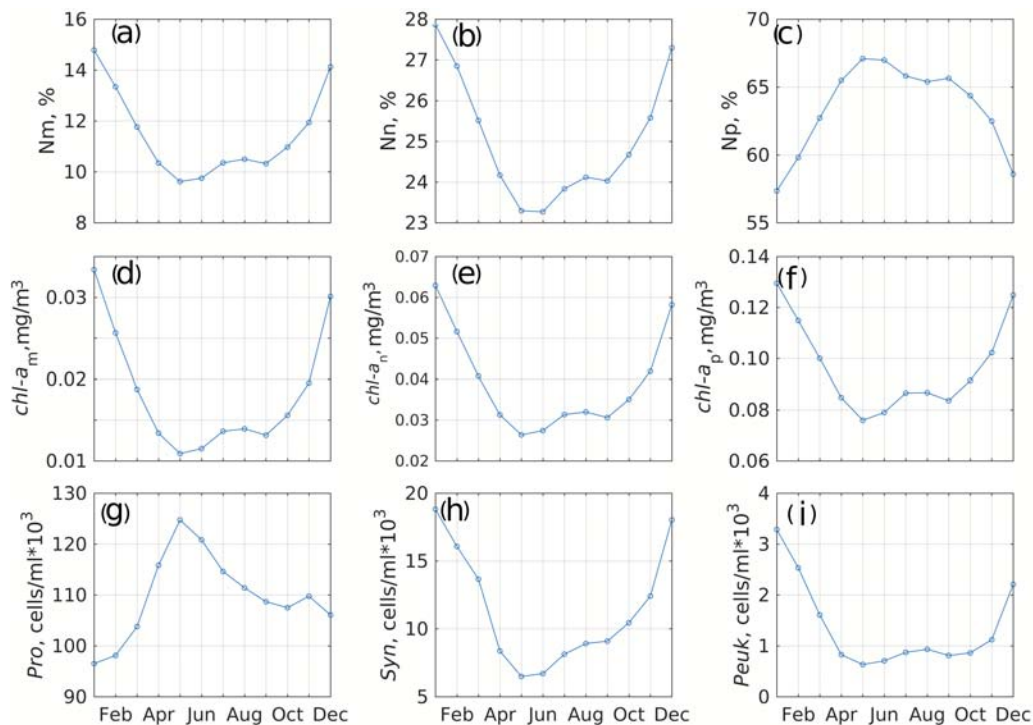 (a)
16
14
12
10
8
Nm, %
(b)
28
27
26
25
24
23
Nn, %
(c)
70
65
60
55
Np, %
(d)
0.03
0.02
0.01
chl-aₘ,mg/m³
(e)
0.07
0.06
0.05
0.04
0.03
0.02
chl-aₙ,mg/m³
(f)
0.14
0.12
0.10
0.08
0.06
chl-aₚ,mg/m³
(g)
130
120
110
100
90
Pro, cells/ml*10³
Feb Apr Jun Aug Oct Dec
(h)
20
15
10
5
Syn, cells/ml*10³
Feb Apr Jun Aug Oct Dec
(i)
4
3
2
1
0
Peuk, cells/ml*10³
Feb Apr Jun Aug Oct Dec